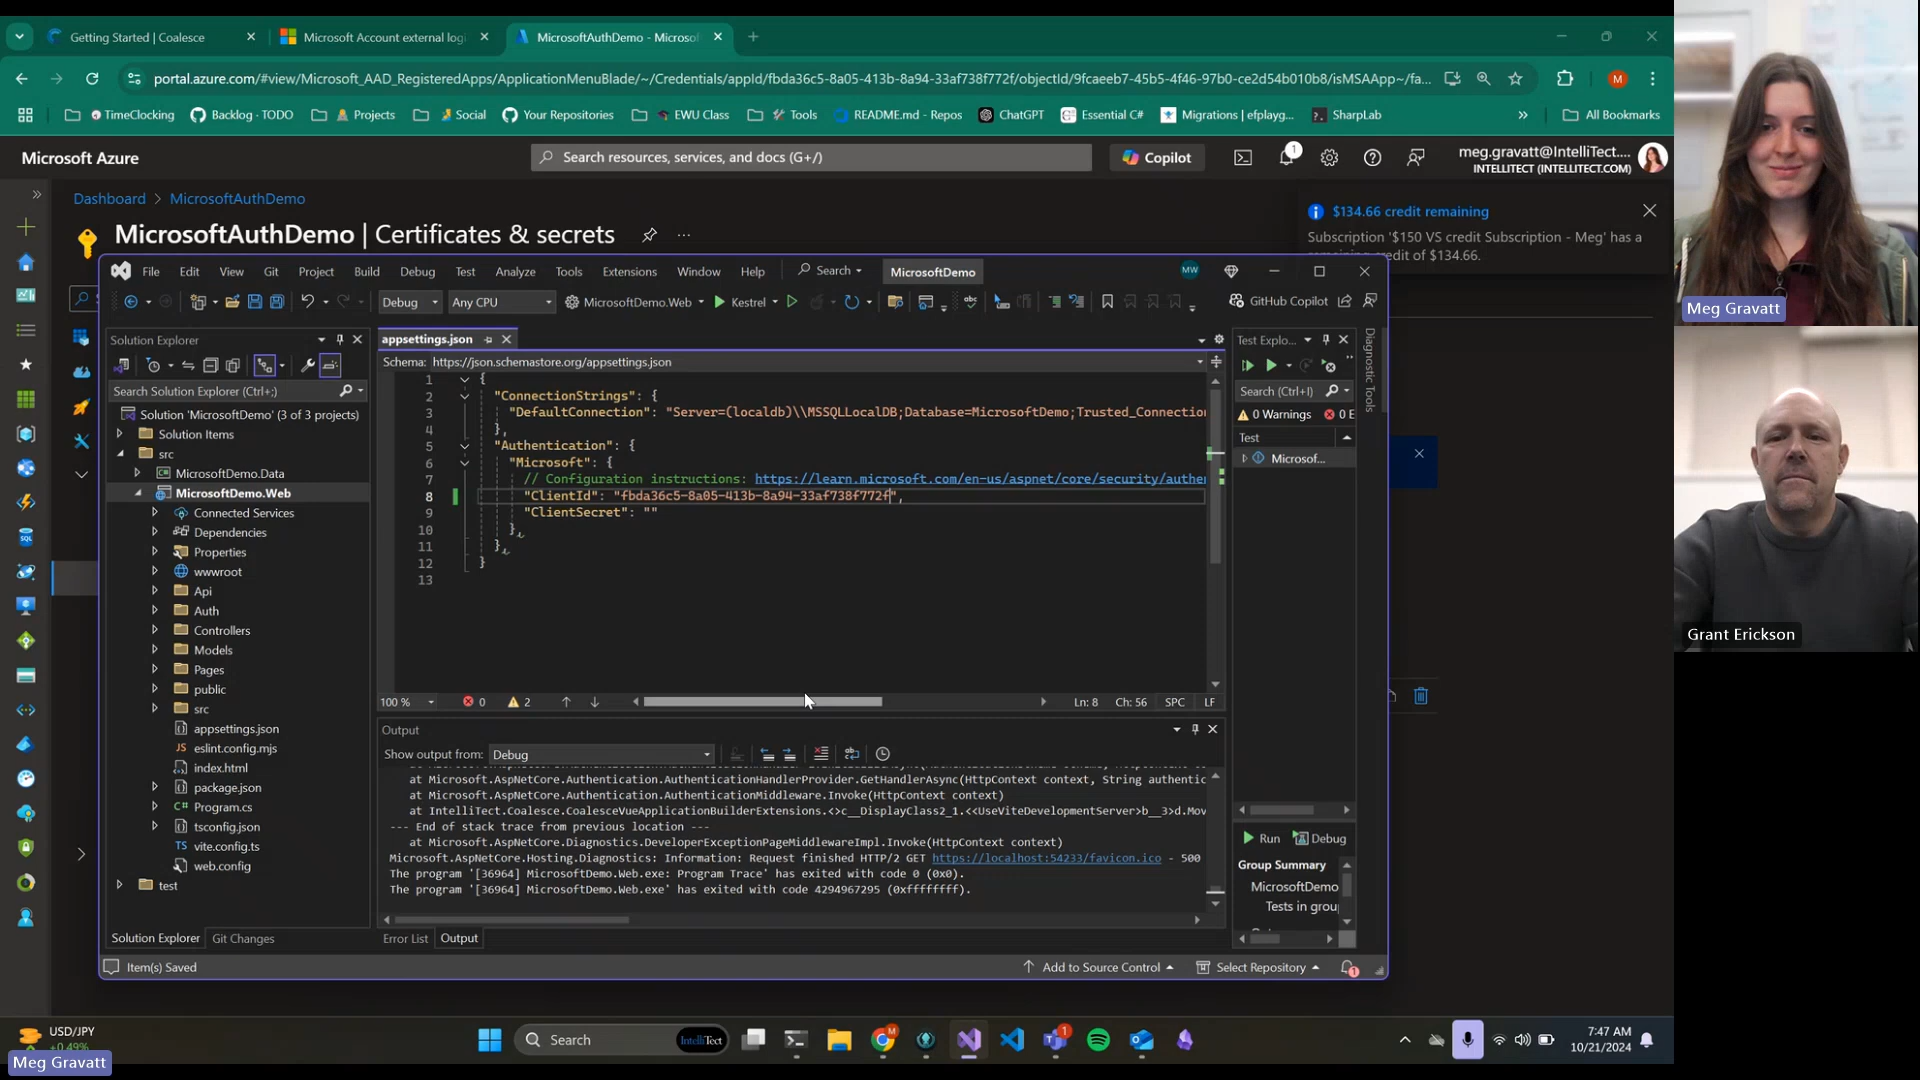 Getting Started | Coalesce
Microsoft Account external logi
MicrosoftAuthDemo - Microso
portal.azure.com/#view/Microsoft_AAD_RegisteredApps/ApplicationMenuBlade/~/Credentials/appId/fbda36c5-8a05-413b-8a94-33af738f772f/objectId/9fcaeeb7-45b5-4f46-97b0-ce2d54b010b8/isMSAApp~/fa...
M
TimeClocking
Backlog - TODO
Projects
Social
Your Repositories
EWU Class
Tools
README.md - Repos
ChatGPT
Essential C#
Migrations | efplayg...
SharpLab
All Bookmarks
Microsoft Azure
Search resources, services, and docs (G+/)
Copilot
1
meg.gravatt@IntelliTect....
INTELLITECT (INTELLITECT.COM)
Dashboard > MicrosoftAuthDemo
MicrosoftAuthDemo | Certificates & secrets
$134.66 credit remaining
Subscription '$150 VS credit Subscription - Meg' has a
remaining credit of $134.66.
File Edit View Git Project Build Debug Test Analyze Tools Extensions Window Help Search MicrosoftDemo
MW
Debug Any CPU MicrosoftDemo.Web Kestrel GitHub Copilot
Solution Explorer
Search Solution Explorer (Ctrl+;)
Solution 'MicrosoftDemo' (3 of 3 projects)
Solution Items
src
MicrosoftDemo.Data
MicrosoftDemo.Web
Connected Services
Dependencies
Properties
wwwroot
Api
Auth
Controllers
Models
Pages
public
src
appsettings.json
eslint.config.mjs
index.html
package.json
Program.cs
tsconfig.json
vite.config.ts
web.config
test
Solution Explorer Git Changes
appsettings.json
Schema: https://json.schemastore.org/appsettings.json
1 {
2 "ConnectionStrings": {
3 "DefaultConnection": "Server=(localdb)\\MSSQLLocalDB;Database=MicrosoftDemo;Trusted_Connection
4 },
5 "Authentication": {
6 "Microsoft": {
7 // Configuration instructions: https://learn.microsoft.com/en-us/aspnet/core/security/authe
8 "ClientId": "fbda36c5-8a05-413b-8a94-33af738f772f",
9 "ClientSecret": ""
10 },
11 },
12 }
13
100 % 0 2 Ln: 8 Ch: 56 SPC LF
Output
Show output from: Debug
at Microsoft.AspNetCore.Authentication.AuthenticationHandlerProvider.GetHandlerAsync(HttpContext context, String authentic
at Microsoft.AspNetCore.Authentication.AuthenticationMiddleware.Invoke(HttpContext context)
at IntelliTect.Coalesce.CoalesceVueApplicationBuilderExtensions.<>c__DisplayClass2_1.<<UseViteDevelopmentServer>b__3>d.Mov
--- End of stack trace from previous location ---
at Microsoft.AspNetCore.Diagnostics.DeveloperExceptionPageMiddlewareImpl.Invoke(HttpContext context)
Microsoft.AspNetCore.Hosting.Diagnostics: Information: Request finished HTTP/2 GET https://localhost:54233/favicon.ico - 500
The program '[36964] MicrosoftDemo.Web.exe: Program Trace' has exited with code 0 (0x0).
The program '[36964] MicrosoftDemo.Web.exe' has exited with code 4294967295 (0xffffffff).
Error List Output
Test Explo...
Search (Ctrl+I)
0 Warnings 0 E
Test
Microsof...
Run Debug
Group Summary
MicrosoftDemo
Tests in grou
Diagnostic Tools
Item(s) Saved
Add to Source Control
Select Repository
1
USD/JPY
+0.49%
Search
IntelliTect
7:47 AM
10/21/2024
Meg Gravatt
Meg Gravatt
Grant Erickson